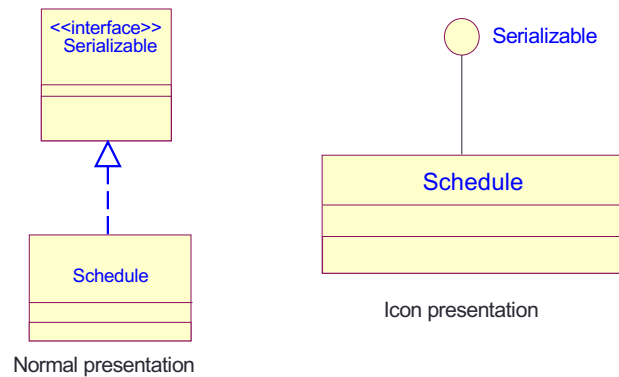 <<interface>>
Serializable
Schedule
Normal presentation
Serializable
Schedule
Icon presentation